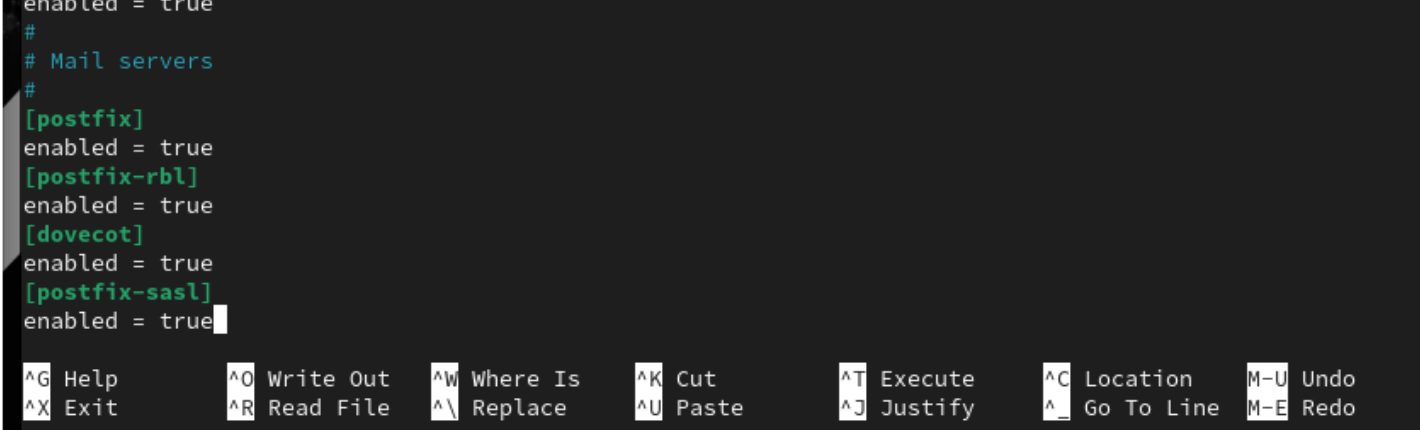 enabled = true
#
# Mail servers
#
[postfix]
enabled = true
[postfix-rbl]
enabled = true
[dovecot]
enabled = true
[postfix-sasl]
enabled = true
^G Help ^O Write Out ^W Where Is ^K Cut ^T Execute ^C Location M-U Undo
^X Exit ^R Read File ^\ Replace ^U Paste ^J Justify ^_ Go To Line M-E Redo